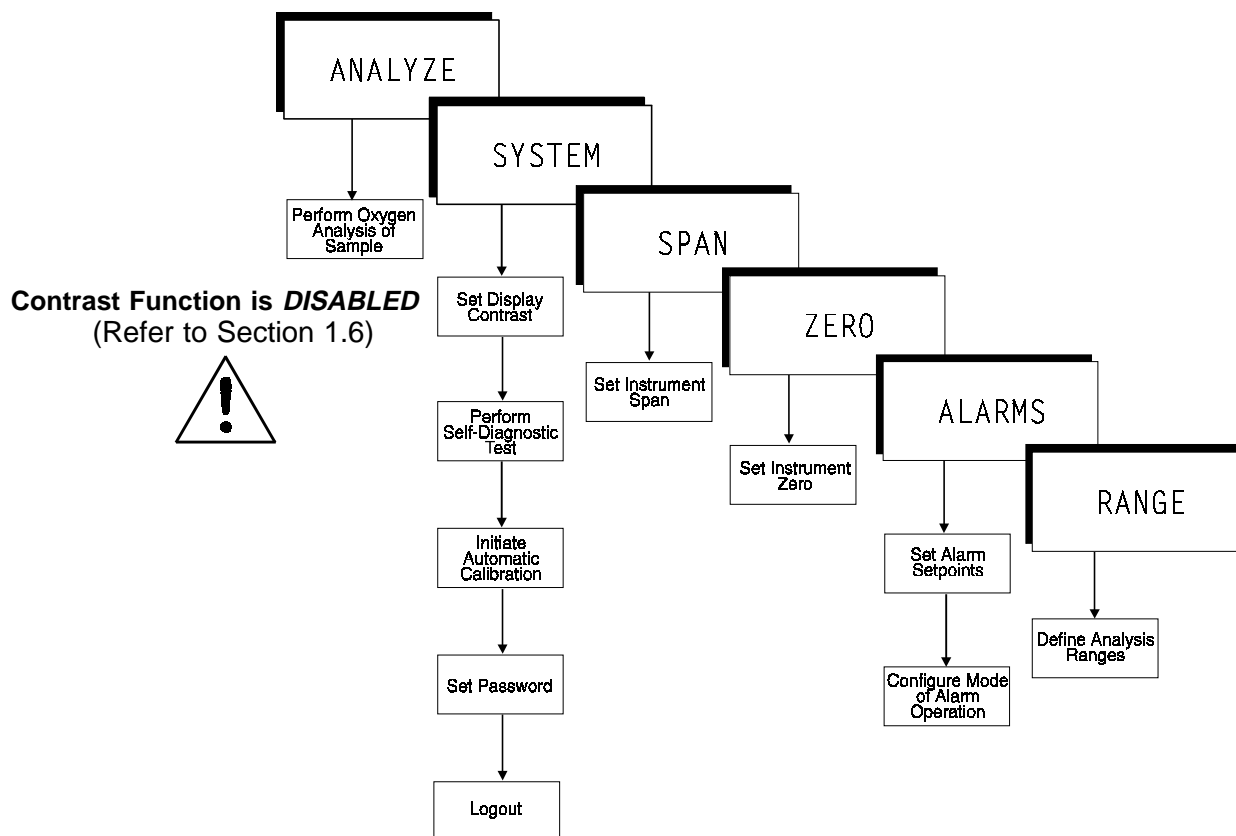 ANALYZE
SYSTEM
SPAN
ZERO
ALARMS
RANGE
Perform Oxygen
Analysis of
Sample
Contrast Function is DISABLED
(Refer to Section 1.6)
!
Set Display
Contrast
Perform
Self-Diagnostic
Test
Initiate
Automatic
Calibration
Set Password
Logout
Set Instrument
Span
Set Instrument
Zero
Set Alarm
Setpoints
Configure Mode
of Alarm
Operation
Define Analysis
Ranges